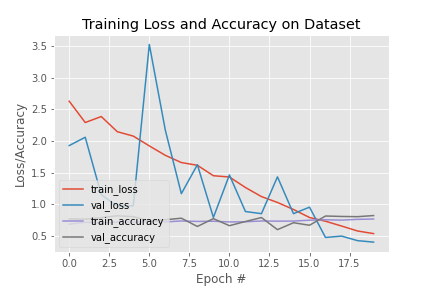 Training Loss and Accuracy on Dataset
3.5
3.0
2.5
2.0
1.5
1.0
0.5
Loss/Accuracy
train_loss
val_loss
train_accuracy
val_accuracy
0.0 2.5 5.0 7.5 10.0 12.5 15.0 17.5
Epoch #